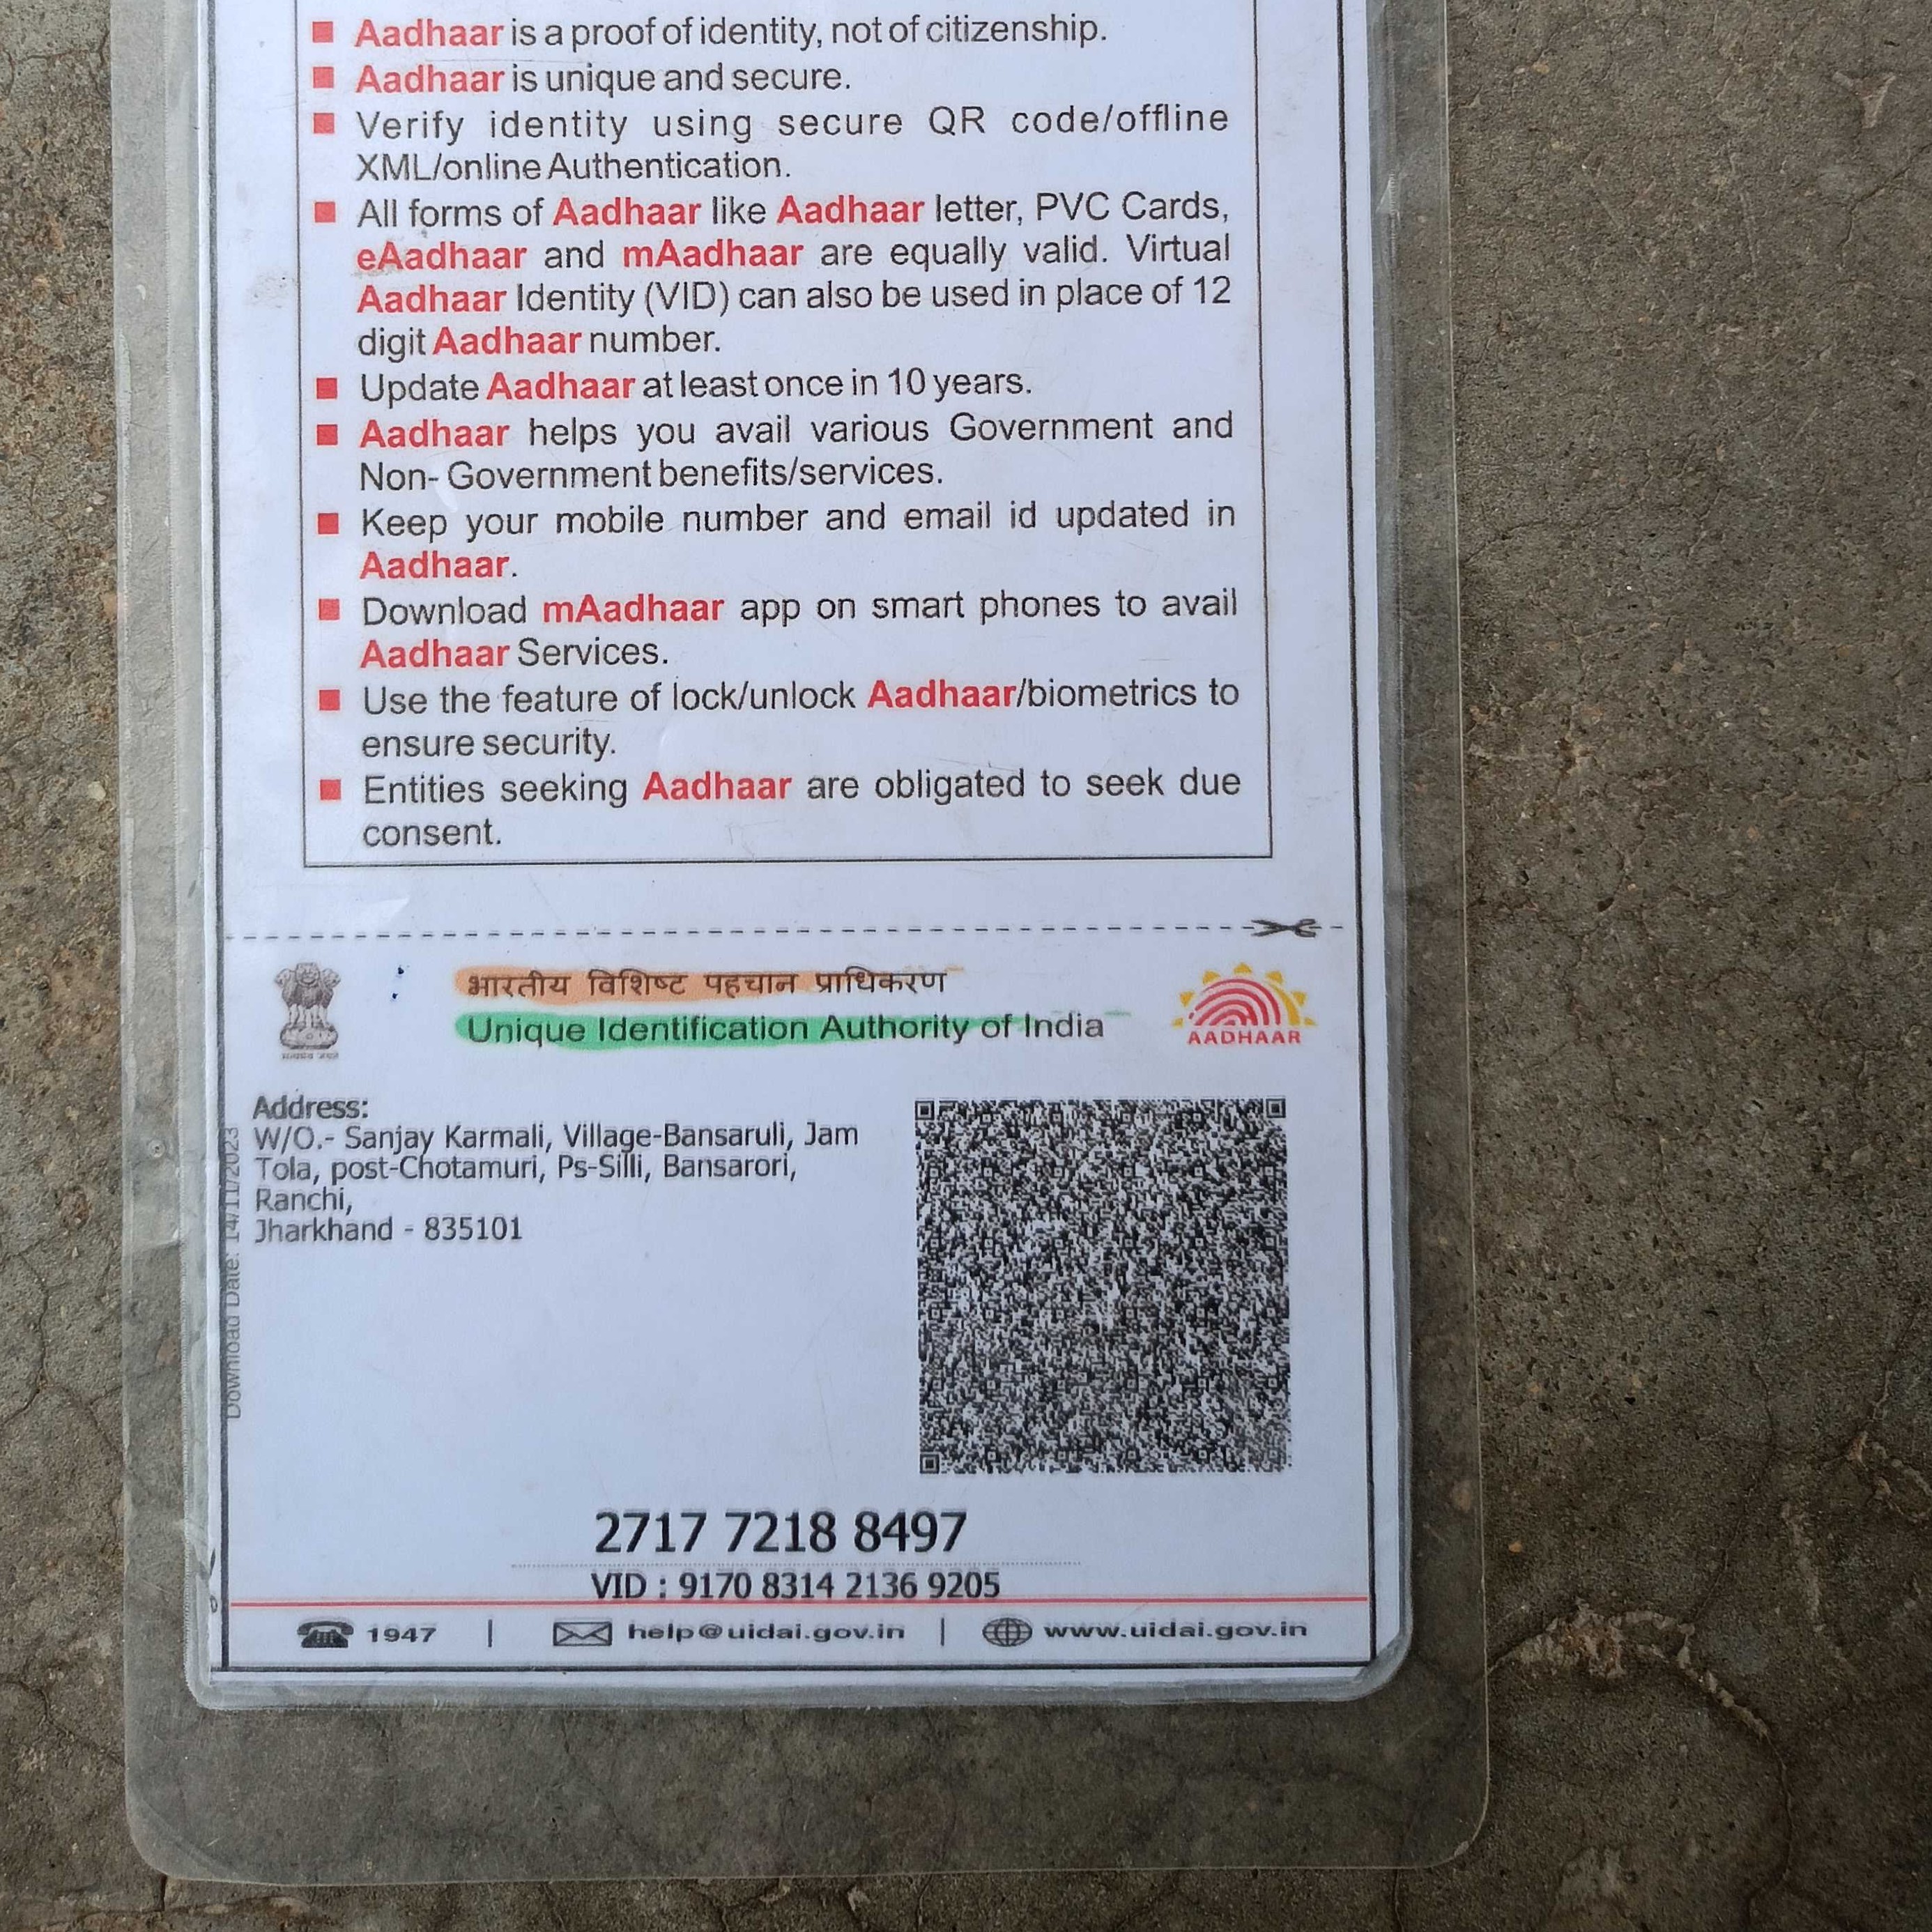 Aadhaar is a proof of identity, not of citizenship.
Aadhaar is unique and secure.
Verify identity using secure QR code/offline
XML/online Authentication.
All forms of Aadhaar like Aadhaar letter, PVC Cards,
eAadhaar and mAadhaar are equally valid. Virtual
Aadhaar Identity (VID) can also be used in place of 12
digit Aadhaar number.
Update Aadhaar at least once in 10 years.
Aadhaar helps you avail various Government and
Non- Government benefits/services.
Keep your mobile number and email id updated in
Aadhaar.
Download mAadhaar app on smart phones to avail
Aadhaar Services.
Use the feature of lock/unlock Aadhaar/biometrics to
ensure security.
Entities seeking Aadhaar are obligated to seek due
consent.
भारतीय विशिष्ट पहचान प्राधिकरण
Unique Identification Authority of India
AADHAAR
Address:
W/O.- Sanjay Karmali, Village-Bansaruli, Jam
Tola, post-Chotamuri, Ps-Silli, Bansarori,
Ranchi,
Jharkhand - 835101
Download Date: 14/11/2023
2717 7218 8497
VID : 9170 8314 2136 9205
1947 | help@uidai.gov.in | www.uidai.gov.in